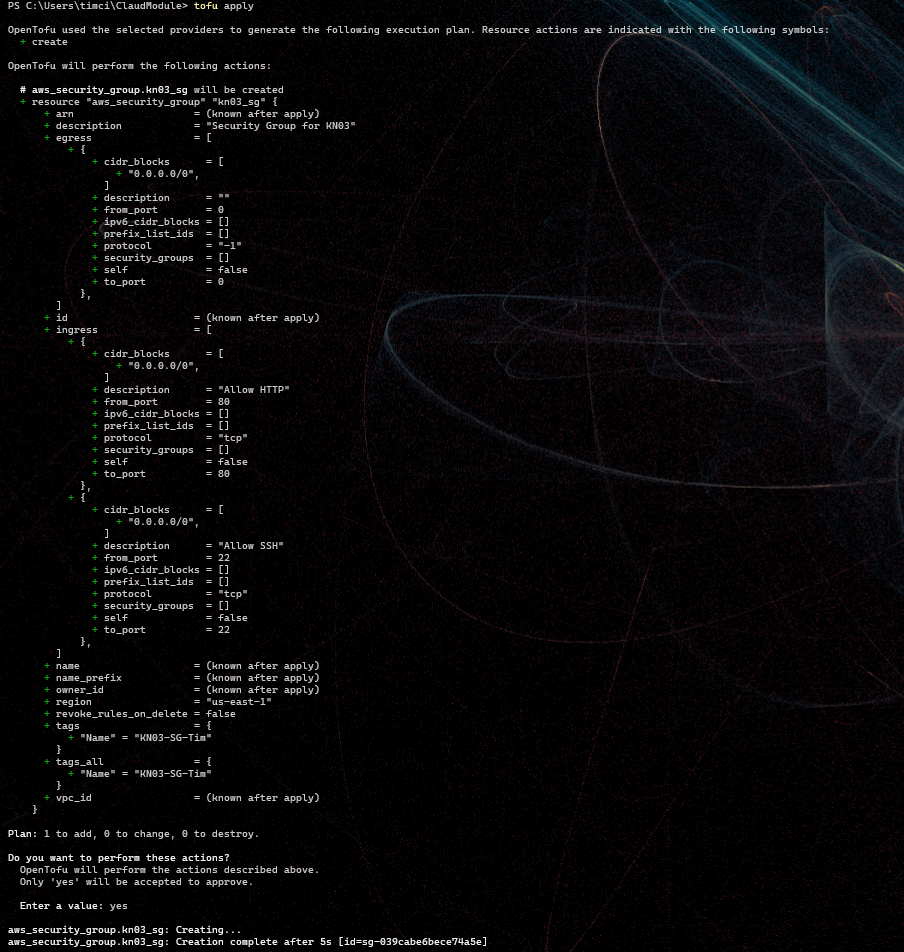 PS C:\Users\timci\ClaudModule> tofu apply
OpenTofu used the selected providers to generate the following execution plan. Resource actions are indicated with the following symbols:
  + create
OpenTofu will perform the following actions:
  # aws_security_group.kn03_sg will be created
  + resource "aws_security_group" "kn03_sg" {
      + arn                    = (known after apply)
      + description            = "Security Group for KN03"
      + egress                 = [
          + {
              + cidr_blocks      = [
                  + "0.0.0.0/0",
                ]
              + description      = ""
              + from_port        = 0
              + ipv6_cidr_blocks = []
              + prefix_list_ids  = []
              + protocol         = "-1"
              + security_groups  = []
              + self             = false
              + to_port          = 0
            },
        ]
      + id                     = (known after apply)
      + ingress                = [
          + {
              + cidr_blocks      = [
                  + "0.0.0.0/0",
                ]
              + description      = "Allow HTTP"
              + from_port        = 80
              + ipv6_cidr_blocks = []
              + prefix_list_ids  = []
              + protocol         = "tcp"
              + security_groups  = []
              + self             = false
              + to_port          = 80
            },
          + {
              + cidr_blocks      = [
                  + "0.0.0.0/0",
                ]
              + description      = "Allow SSH"
              + from_port        = 22
              + ipv6_cidr_blocks = []
              + prefix_list_ids  = []
              + protocol         = "tcp"
              + security_groups  = []
              + self             = false
              + to_port          = 22
            },
        ]
      + name                   = (known after apply)
      + name_prefix            = (known after apply)
      + owner_id               = (known after apply)
      + region                 = "us-east-1"
      + revoke_rules_on_delete = false
      + tags                   = {
          + "Name" = "KN03-SG-Tim"
        }
      + tags_all               = {
          + "Name" = "KN03-SG-Tim"
        }
      + vpc_id                 = (known after apply)
    }
Plan: 1 to add, 0 to change, 0 to destroy.
Do you want to perform these actions?
  OpenTofu will perform the actions described above.
  Only 'yes' will be accepted to approve.
  Enter a value: yes
aws_security_group.kn03_sg: Creating...
aws_security_group.kn03_sg: Creation complete after 5s [id=sg-039cabe6bece74a5e]